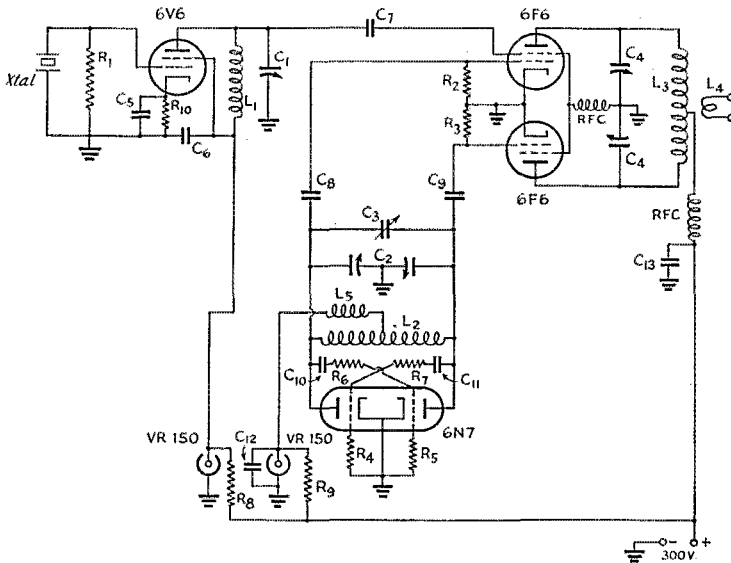 6V6
C7
6F6
Xtal
R1
L1
C1
C4
L3
L4
C5
R10
C6
R2
R3
RFC
C4
6F6
C8
C9
C3
C2
RFC
C13
L5
L2
C10
R6
R7
C11
6N7
VR 150
C12
VR 150
R4
R5
R8
R9
- +
300V.